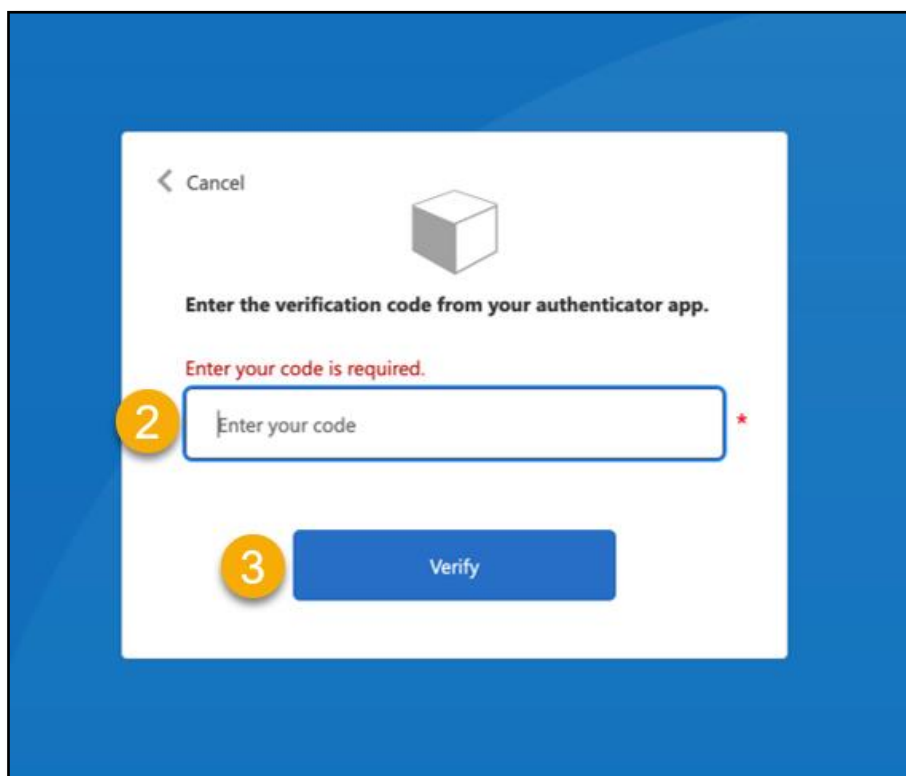 Cancel
Enter the verification code from your authenticator app.
Enter your code is required.
2
Enter your code
*
3
Verify